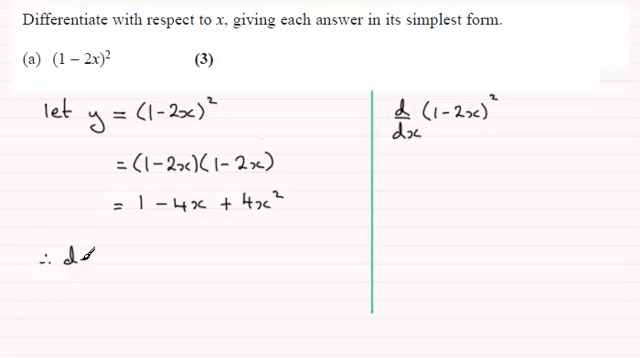 Differentiate with respect to x, giving each answer in its simplest form.
(a) (1 − 2x)² (3)
let y = (1-2x)²
= (1-2x)(1-2x)
= 1 - 4x + 4x²
∴ d
d/dx (1-2x)²